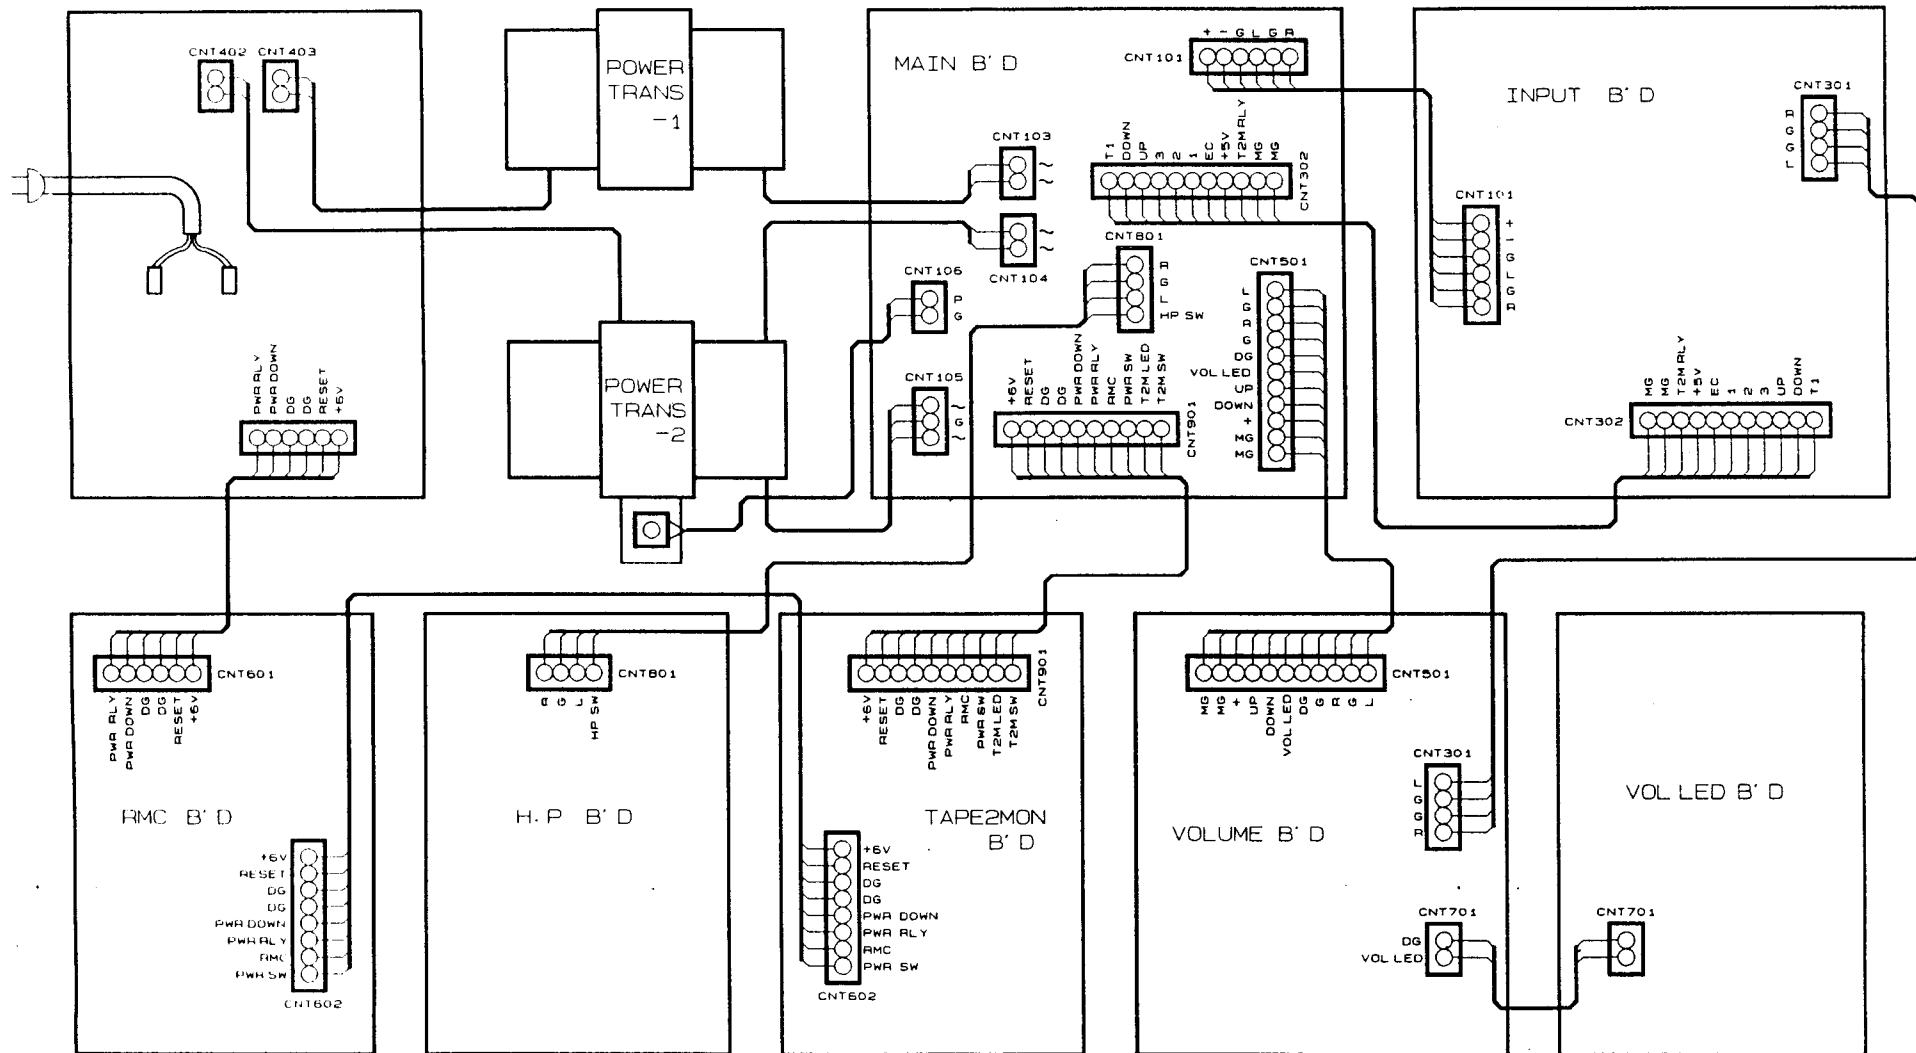 CNT402 CNT403
PWR RLY
PWR DOWN
DG
DG
RESET
+6V
POWER
TRANS
-1
POWER
TRANS
-2
MAIN B'D
+ - G L G R
CNT101
CNT103
~
~
~
~
CNT104
T1
DOWN
UP
3
2
1
EC
+5V
T2M RLY
MG
MG
CNT302
CNT106
P
G
CNT105
~
G
~
CNT801
R
G
L
HP SW
CNT501
L
G
R
G
DG
VOL LED
UP
DOWN
+
MG
MG
+6V
RESET
DG
DG
PWR DOWN
PWR RLY
RMC
PWR SW
T2M LED
T2M SW
CNT901
INPUT B'D
CNT301
R
G
G
L
CNT101
+
-
G
L
G
R
MG
MG
T2M RLY
+5V
EC
1
2
3
UP
DOWN
T1
CNT302
CNT601
PWR RLY
PWR DOWN
DG
DG
RESET
+6V
RMC B'D
+6V
RESET
DG
DG
PWR DOWN
PWR RLY
RMC
PWR SW
CNT602
CNT801
R
G
L
HP SW
H.P B'D
CNT901
+6V
RESET
DG
DG
PWR DOWN
PWR RLY
RMC
PWR SW
T2M LED
T2M SW
TAPE2MON
B'D
+6V
RESET
DG
DG
PWR DOWN
PWR RLY
RMC
PWR SW
CNT602
CNT501
MG
MG
+
UP
DOWN
VOL LED
DG
G
R
G
L
VOLUME B'D
CNT301
L
G
G
R
CNT701
DG
VOL LED
VOL LED B'D
CNT701